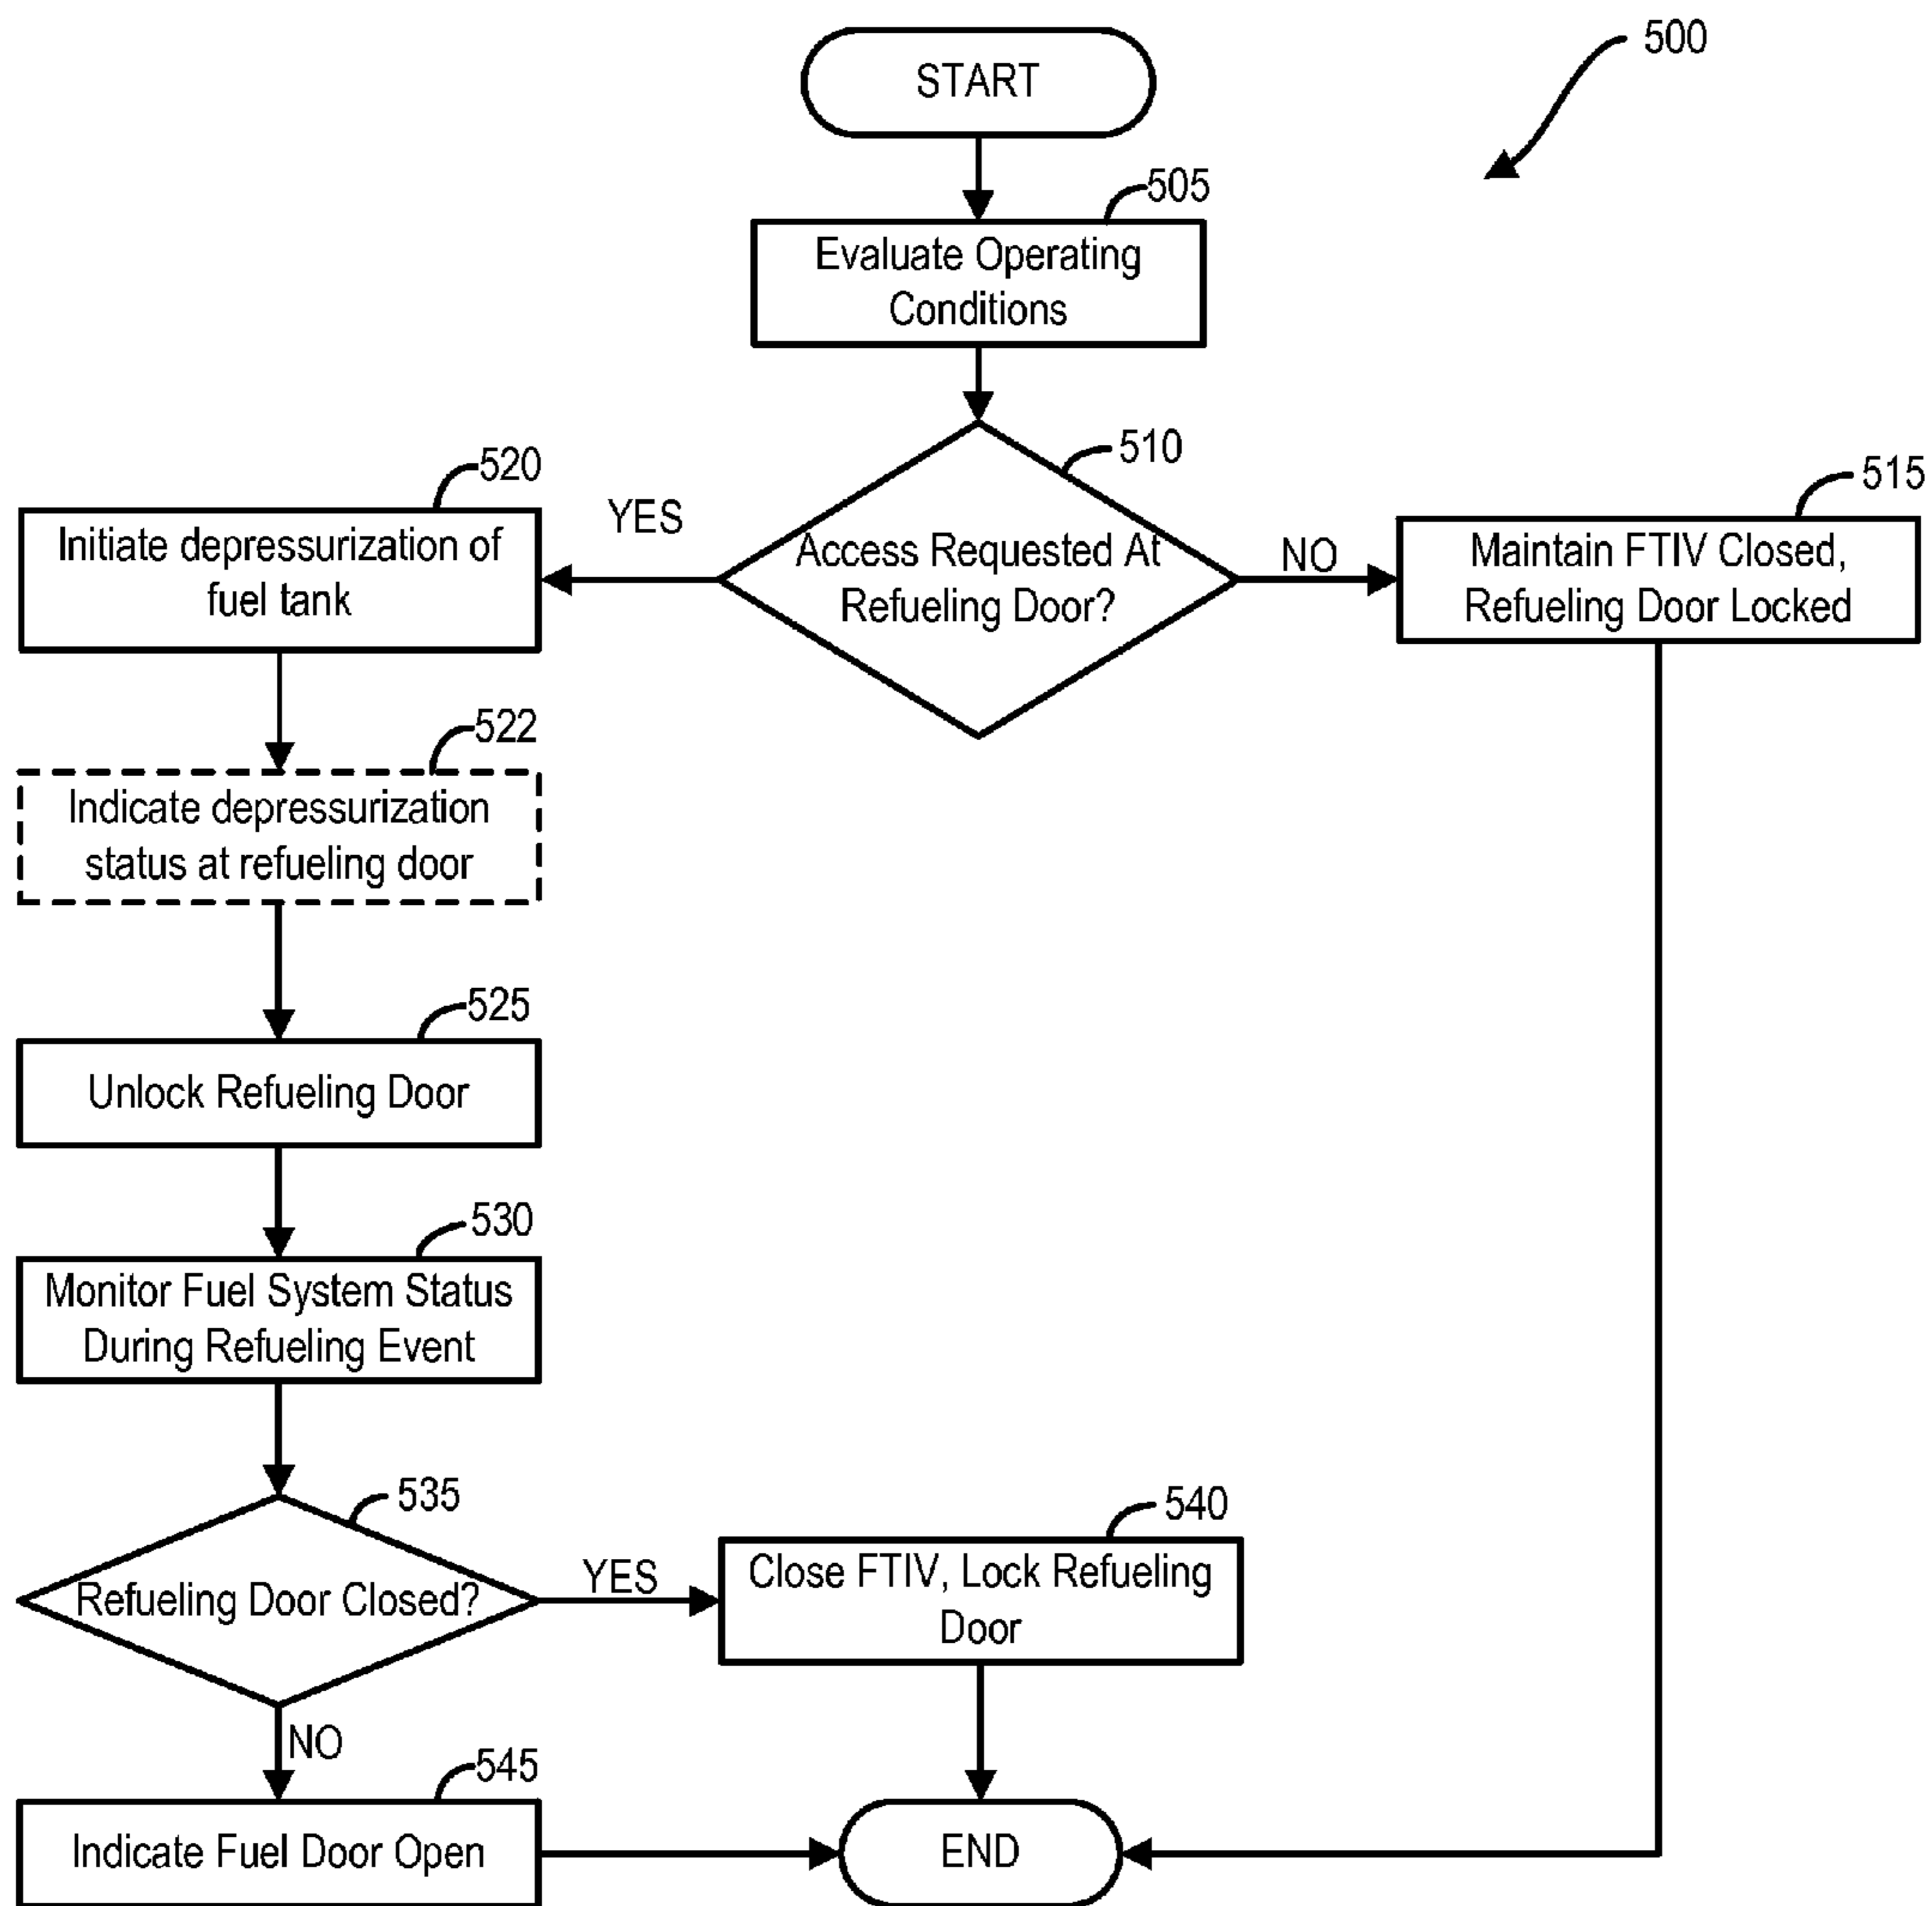 500
START
505
Evaluate Operating
Conditions
510
Access Requested At
Refueling Door?
YES
NO
515
Maintain FTIV Closed,
Refueling Door Locked
520
Initiate depressurization of
fuel tank
522
Indicate depressurization
status at refueling door
525
Unlock Refueling Door
530
Monitor Fuel System Status
During Refueling Event
535
Refueling Door Closed?
YES
540
Close FTIV, Lock Refueling
Door
NO
545
Indicate Fuel Door Open
END